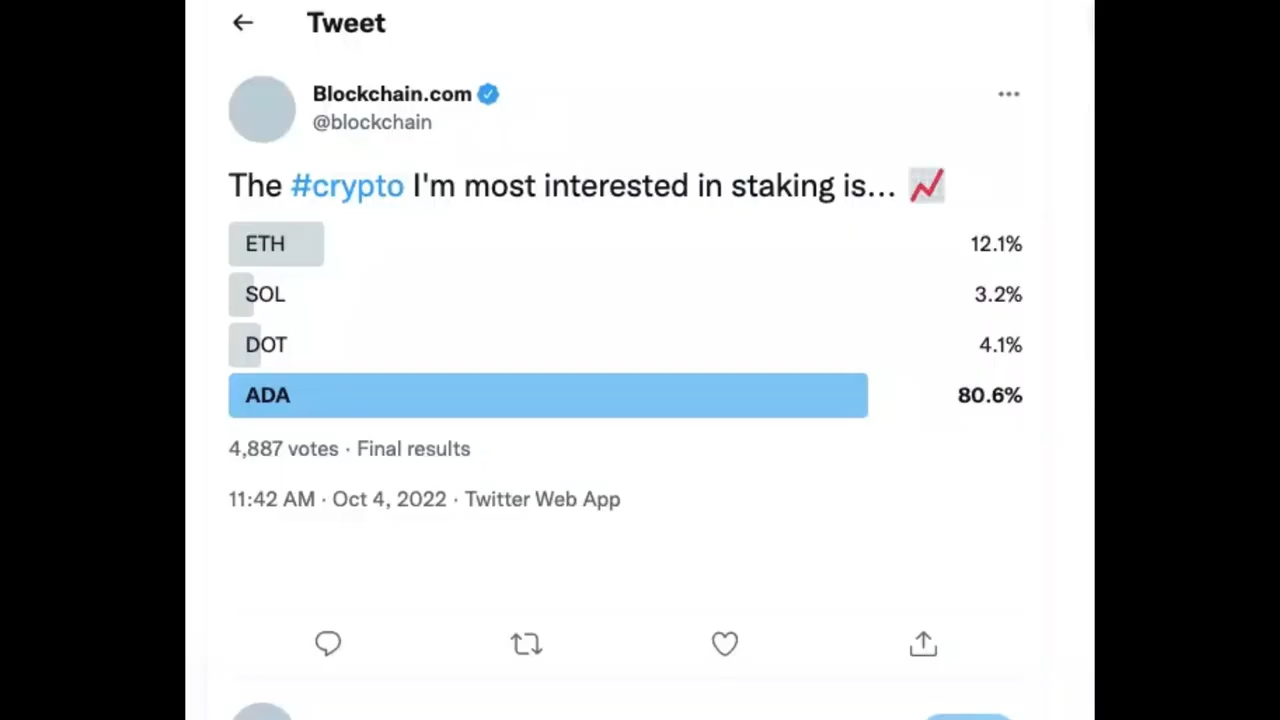 Tweet
Blockchain.com
@blockchain
The #crypto I'm most interested in staking is... 📈
ETH 12.1%
SOL 3.2%
DOT 4.1%
ADA 80.6%
4,887 votes · Final results
11:42 AM · Oct 4, 2022 · Twitter Web App